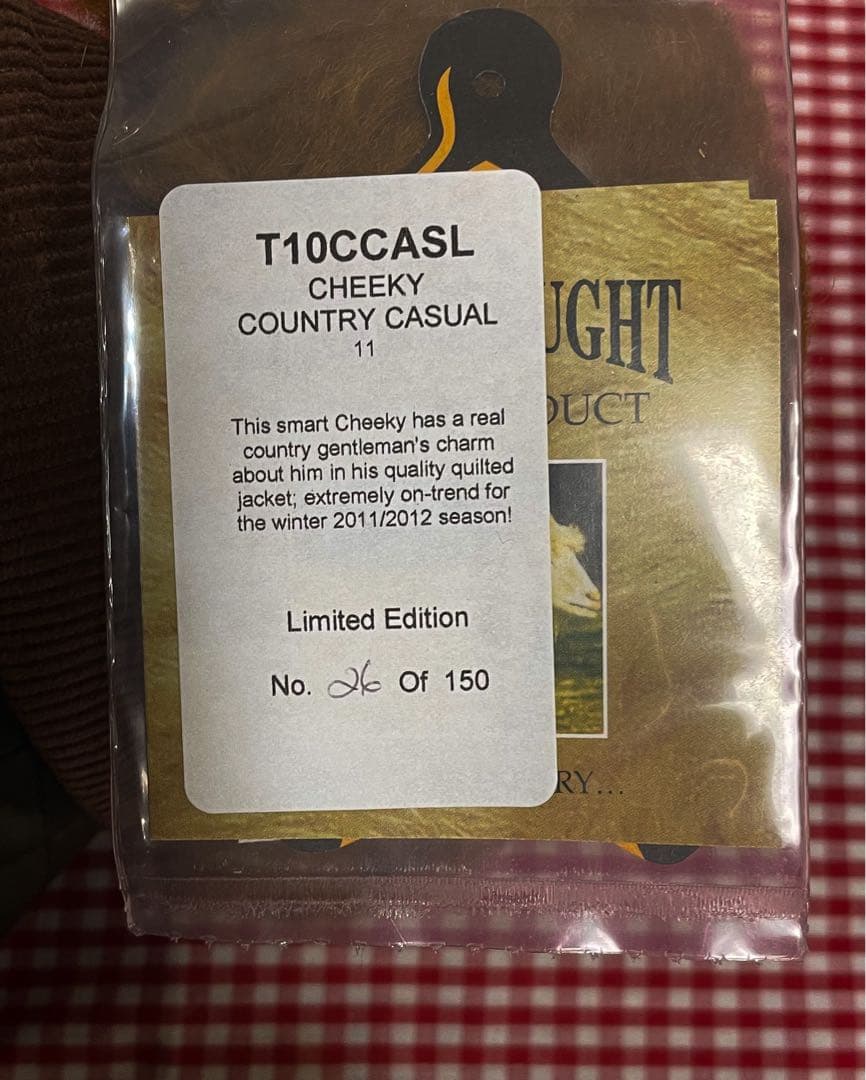 T10CCASL
CHEEKY
COUNTRY CASUAL
11
This smart Cheeky has a real
country gentleman's charm
about him in his quality quilted
jacket; extremely on-trend for
the winter 2011/2012 season!
Limited Edition
No. 26 Of 150
UGHT
DUCT
RY...